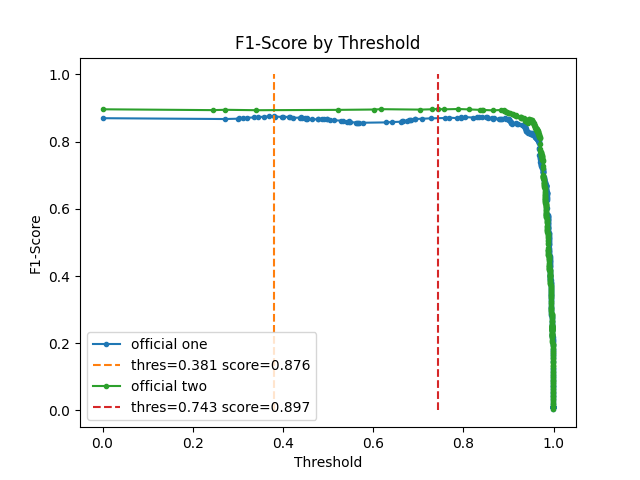 F1-Score by Threshold
1.0
0.8
0.6
0.4
0.2
0.0
F1-Score
official one
thres=0.381 score=0.876
official two
thres=0.743 score=0.897
0.0 0.2 0.4 0.6 0.8 1.0
Threshold